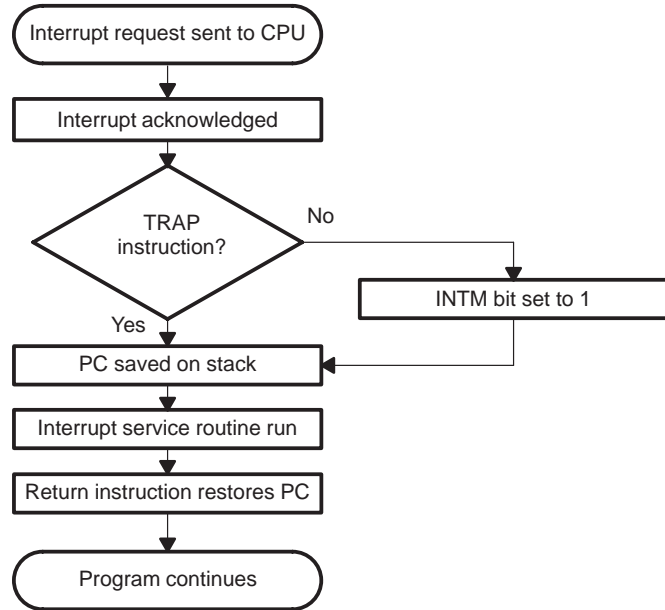 Interrupt request sent to CPU
Interrupt acknowledged
TRAP
instruction?
No
INTM bit set to 1
Yes
PC saved on stack
Interrupt service routine run
Return instruction restores PC
Program continues